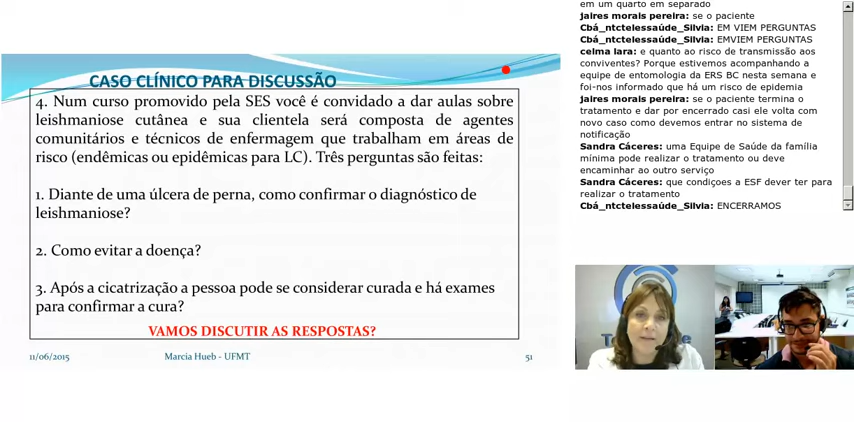 CASO CLÍNICO PARA DISCUSSÃO
4. Num curso promovido pela SES você é convidado a dar aulas sobre
leishmaniose cutânea e sua clientela será composta de agentes
comunitários e técnicos de enfermagem que trabalham em áreas de
risco (endêmicas ou epidêmicas para LC). Três perguntas são feitas:
1. Diante de uma úlcera de perna, como confirmar o diagnóstico de
leishmaniose?
2. Como evitar a doença?
3. Após a cicatrização a pessoa pode se considerar curada e há exames
para confirmar a cura?
VAMOS DISCUTIR AS RESPOSTAS?
11/06/2015 Marcia Hueb - UFMT 51
em um quarto em separado
jaires morais pereira: se o paciente
Cbá_ntctelessaúde_Silvia: EM VIEM PERGUNTAS
Cbá_ntctelessaúde_Silvia: EMVIEM PERGUNTAS
celma lara: e quanto ao risco de transmissão aos
conviventes? Porque estivemos acompanhando a
equipe de entomologia da ERS BC nesta semana e
foi-nos informado que há um risco de epidemia
jaires morais pereira: se o paciente termina o
tratamento e dar por encerrado casi ele volta com
novo caso como devemos entrar no sistema de
notificação
Sandra Cáceres: uma Equipe de Saúde da família
mínima pode realizar o tratamento ou deve
encaminhar ao outro serviço
Sandra Cáceres: que condiçoes a ESF dever ter para
realizar o tratamento
Cbá_ntctelessaúde_Silvia: ENCERRAMOS